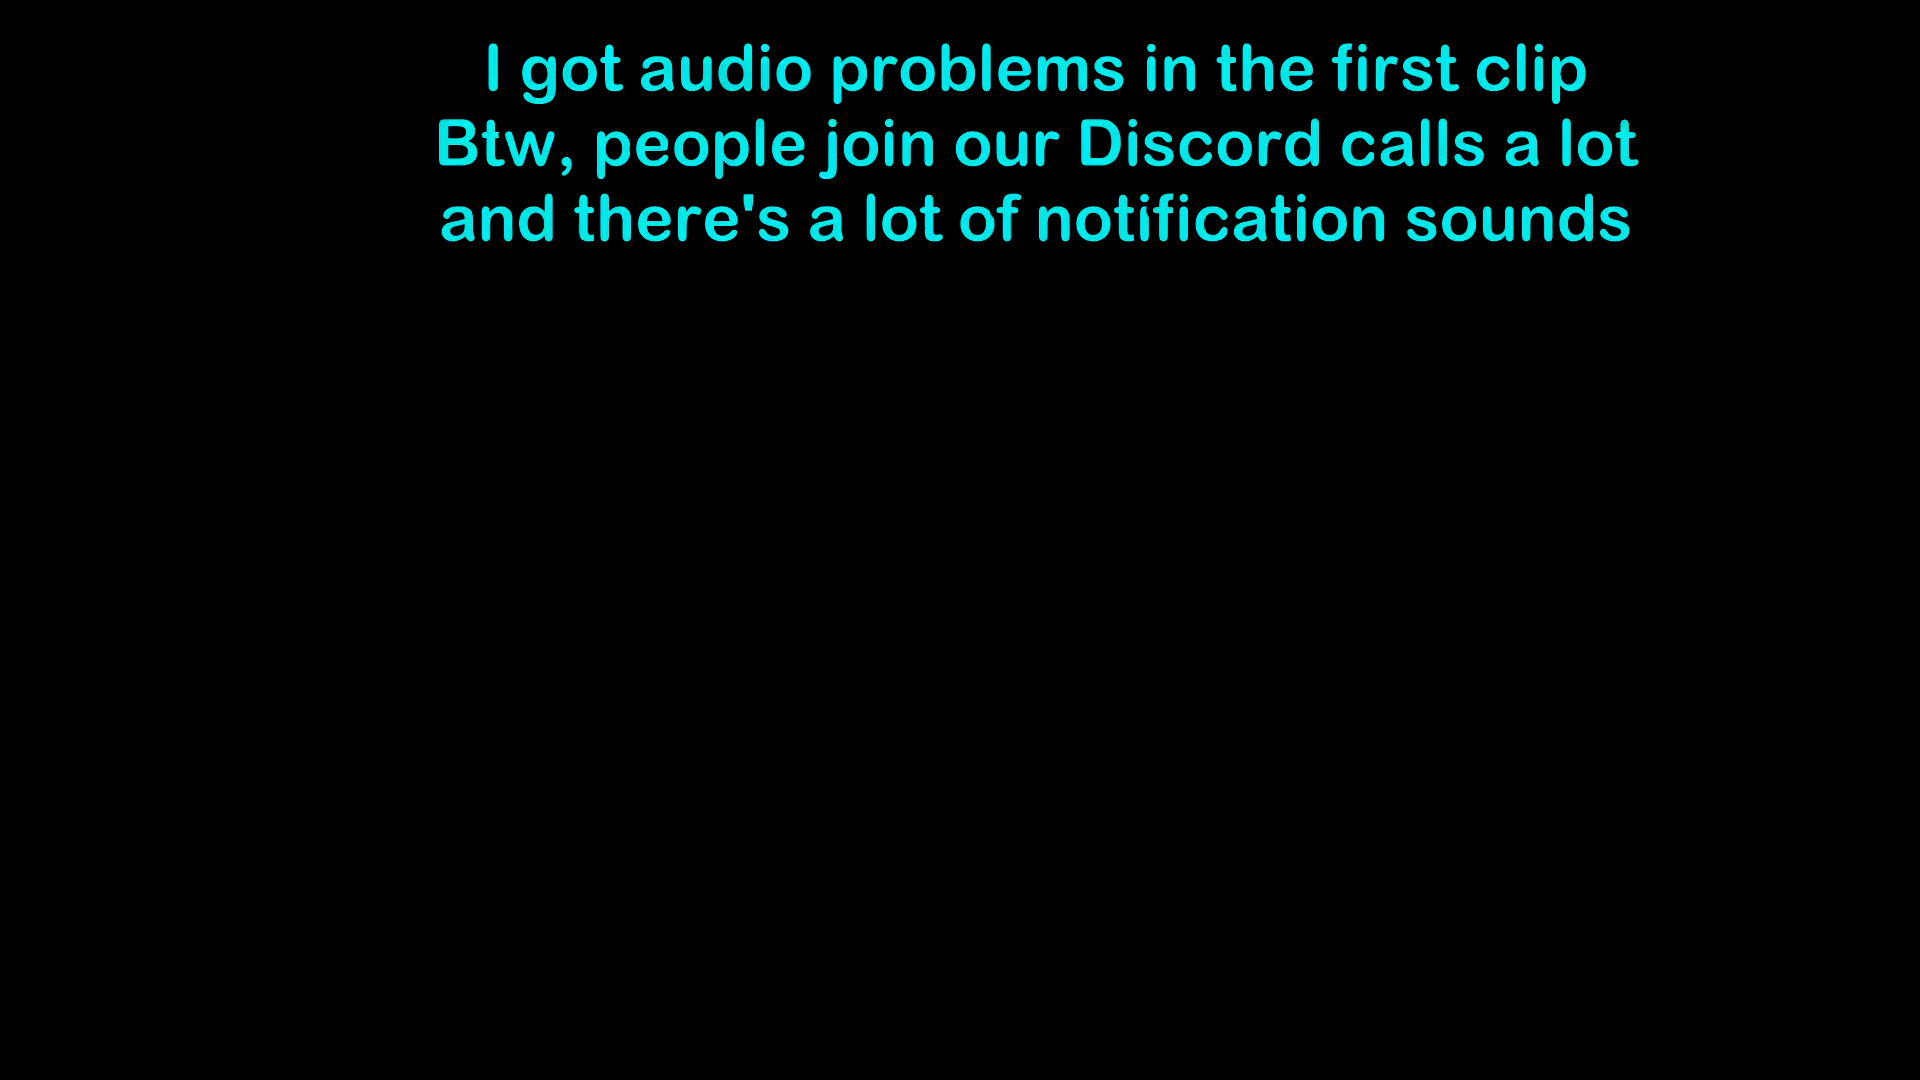 I got audio problems in the first clip
Btw, people join our Discord calls a lot
and there's a lot of notification sounds